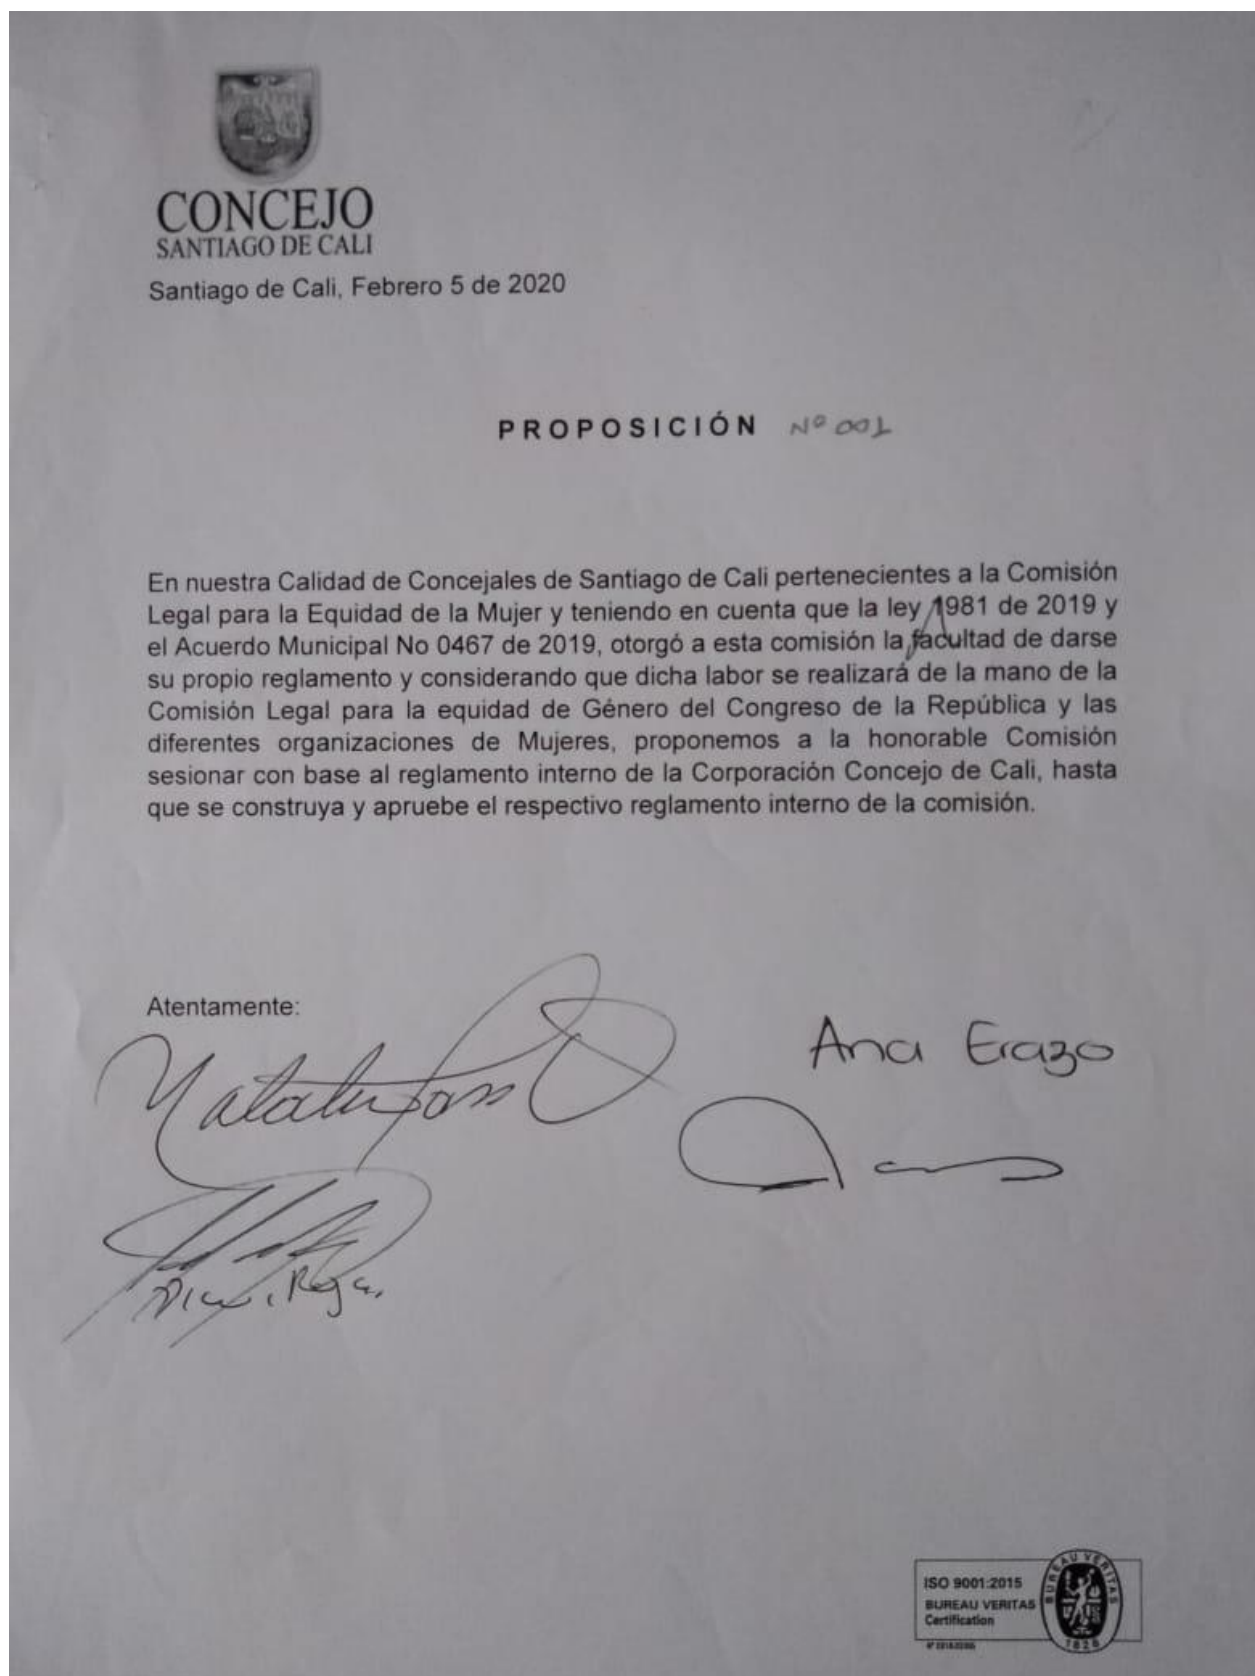 CONCEJO
SANTIAGO DE CALI
Santiago de Cali, Febrero 5 de 2020
PROPOSICIÓN Nº 001
En nuestra Calidad de Concejales de Santiago de Cali pertenecientes a la Comisión
Legal para la Equidad de la Mujer y teniendo en cuenta que la ley 1981 de 2019 y
el Acuerdo Municipal No 0467 de 2019, otorgó a esta comisión la facultad de darse
su propio reglamento y considerando que dicha labor se realizará de la mano de la
Comisión Legal para la equidad de Género del Congreso de la República y las
diferentes organizaciones de Mujeres, proponemos a la honorable Comisión
sesionar con base al reglamento interno de la Corporación Concejo de Cali, hasta
que se construya y apruebe el respectivo reglamento interno de la comisión.
Atentamente:
Ana Erazo
ISO 9001:2015
BUREAU VERITAS
Certification
BUREAU VERITAS
1828